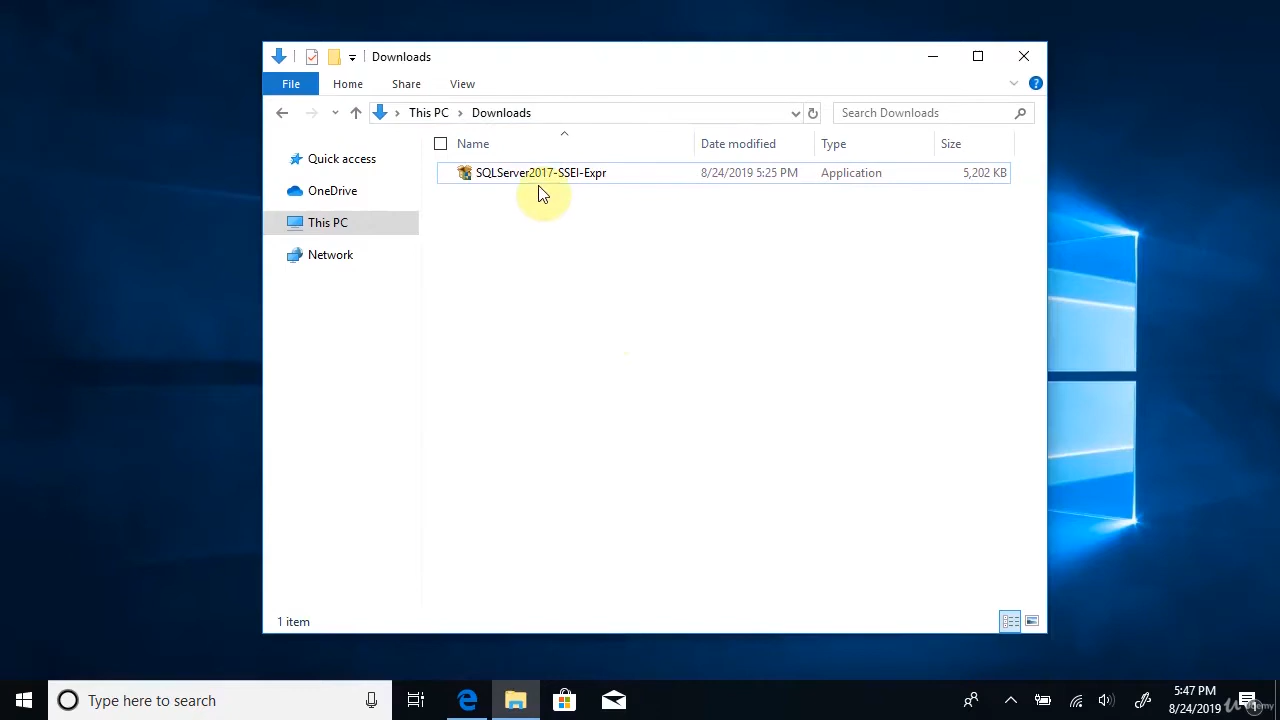 Downloads
File Home Share View
This PC Downloads Search Downloads
Name Date modified Type Size
SQLServer2017-SSEI-Expr 8/24/2019 5:25 PM Application 5,202 KB
Quick access
OneDrive
This PC
Network
1 item
Type here to search
5:47 PM
8/24/2019
1